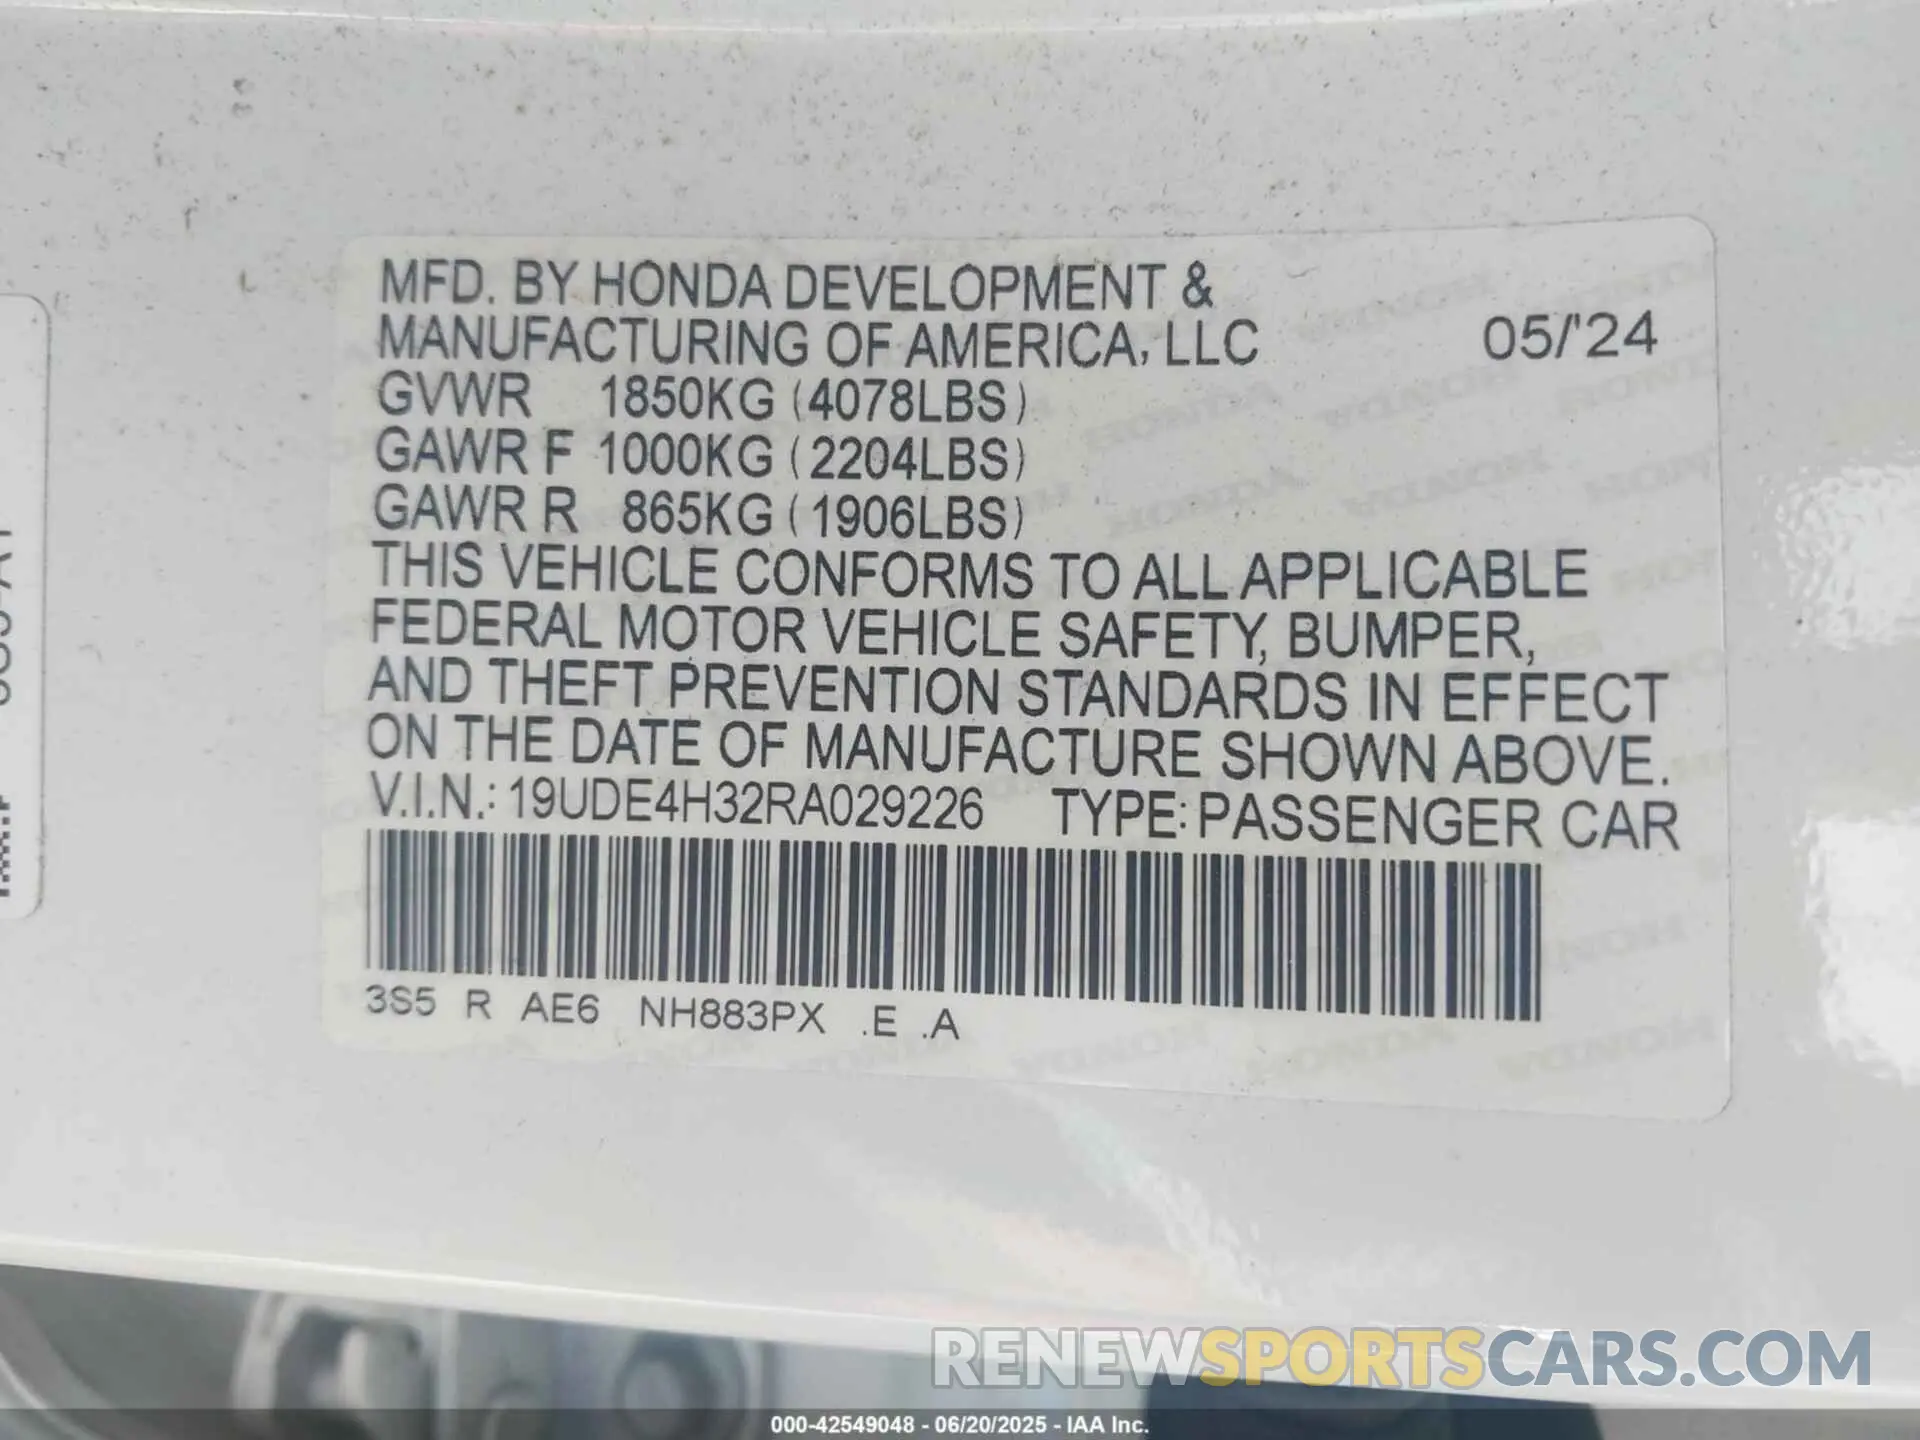 MFD. BY HONDA DEVELOPMENT &
MANUFACTURING OF AMERICA, LLC 05/'24
GVWR 1850KG (4078LBS)
GAWR F 1000KG (2204LBS)
GAWR R 865KG (1906LBS)
THIS VEHICLE CONFORMS TO ALL APPLICABLE
FEDERAL MOTOR VEHICLE SAFETY, BUMPER,
AND THEFT PREVENTION STANDARDS IN EFFECT
ON THE DATE OF MANUFACTURE SHOWN ABOVE.
V.I.N.: 19UDE4H32RA029226 TYPE: PASSENGER CAR
3S5 R AE6 NH883PX .E .A
RENEWSPORTSCARS.COM
000-42549048 - 06/20/2025 - IAA Inc.